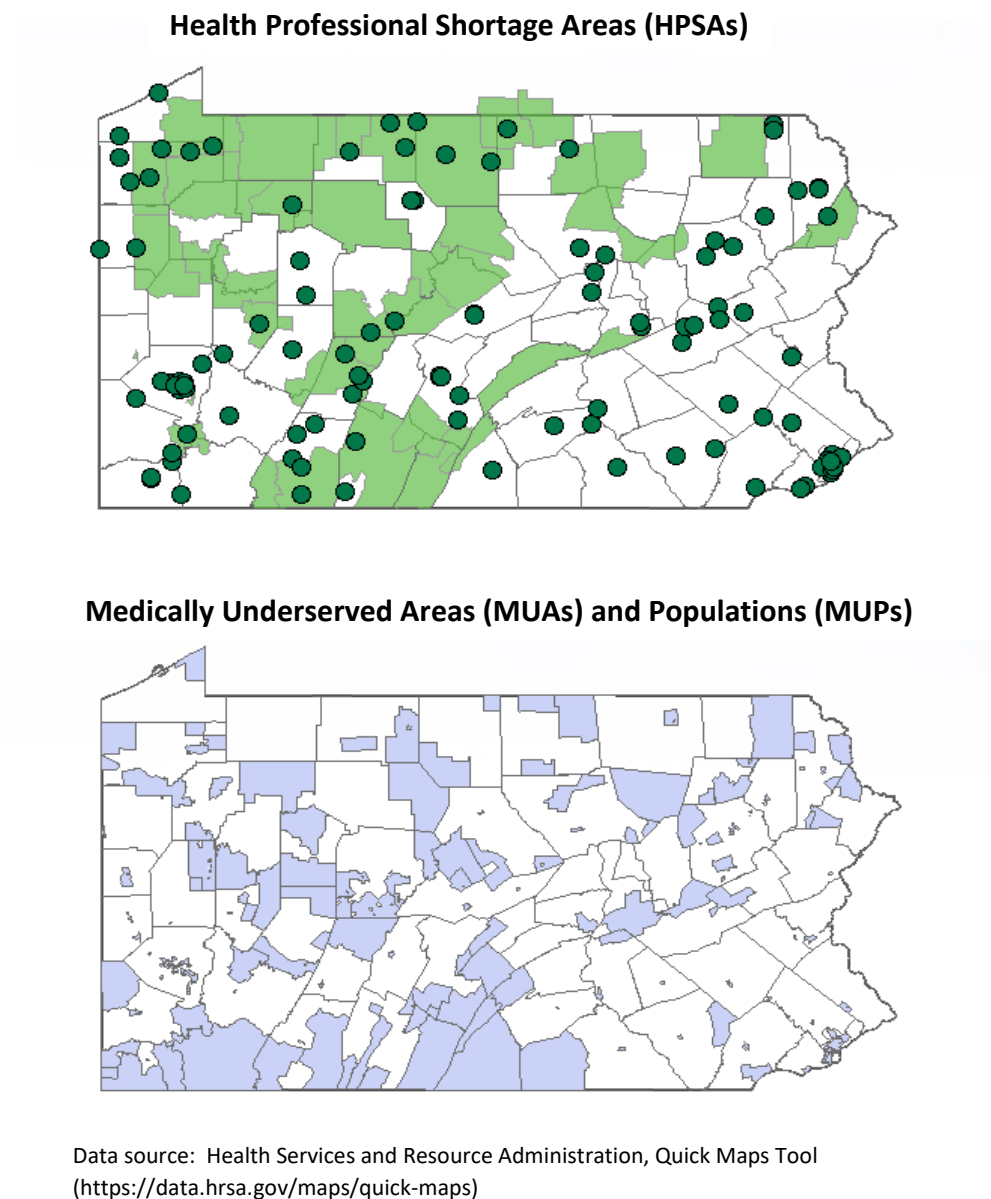 Health Professional Shortage Areas (HPSAs)
Medically Underserved Areas (MUAs) and Populations (MUPs)
Data source:  Health Services and Resource Administration, Quick Maps Tool
(https://data.hrsa.gov/maps/quick-maps)